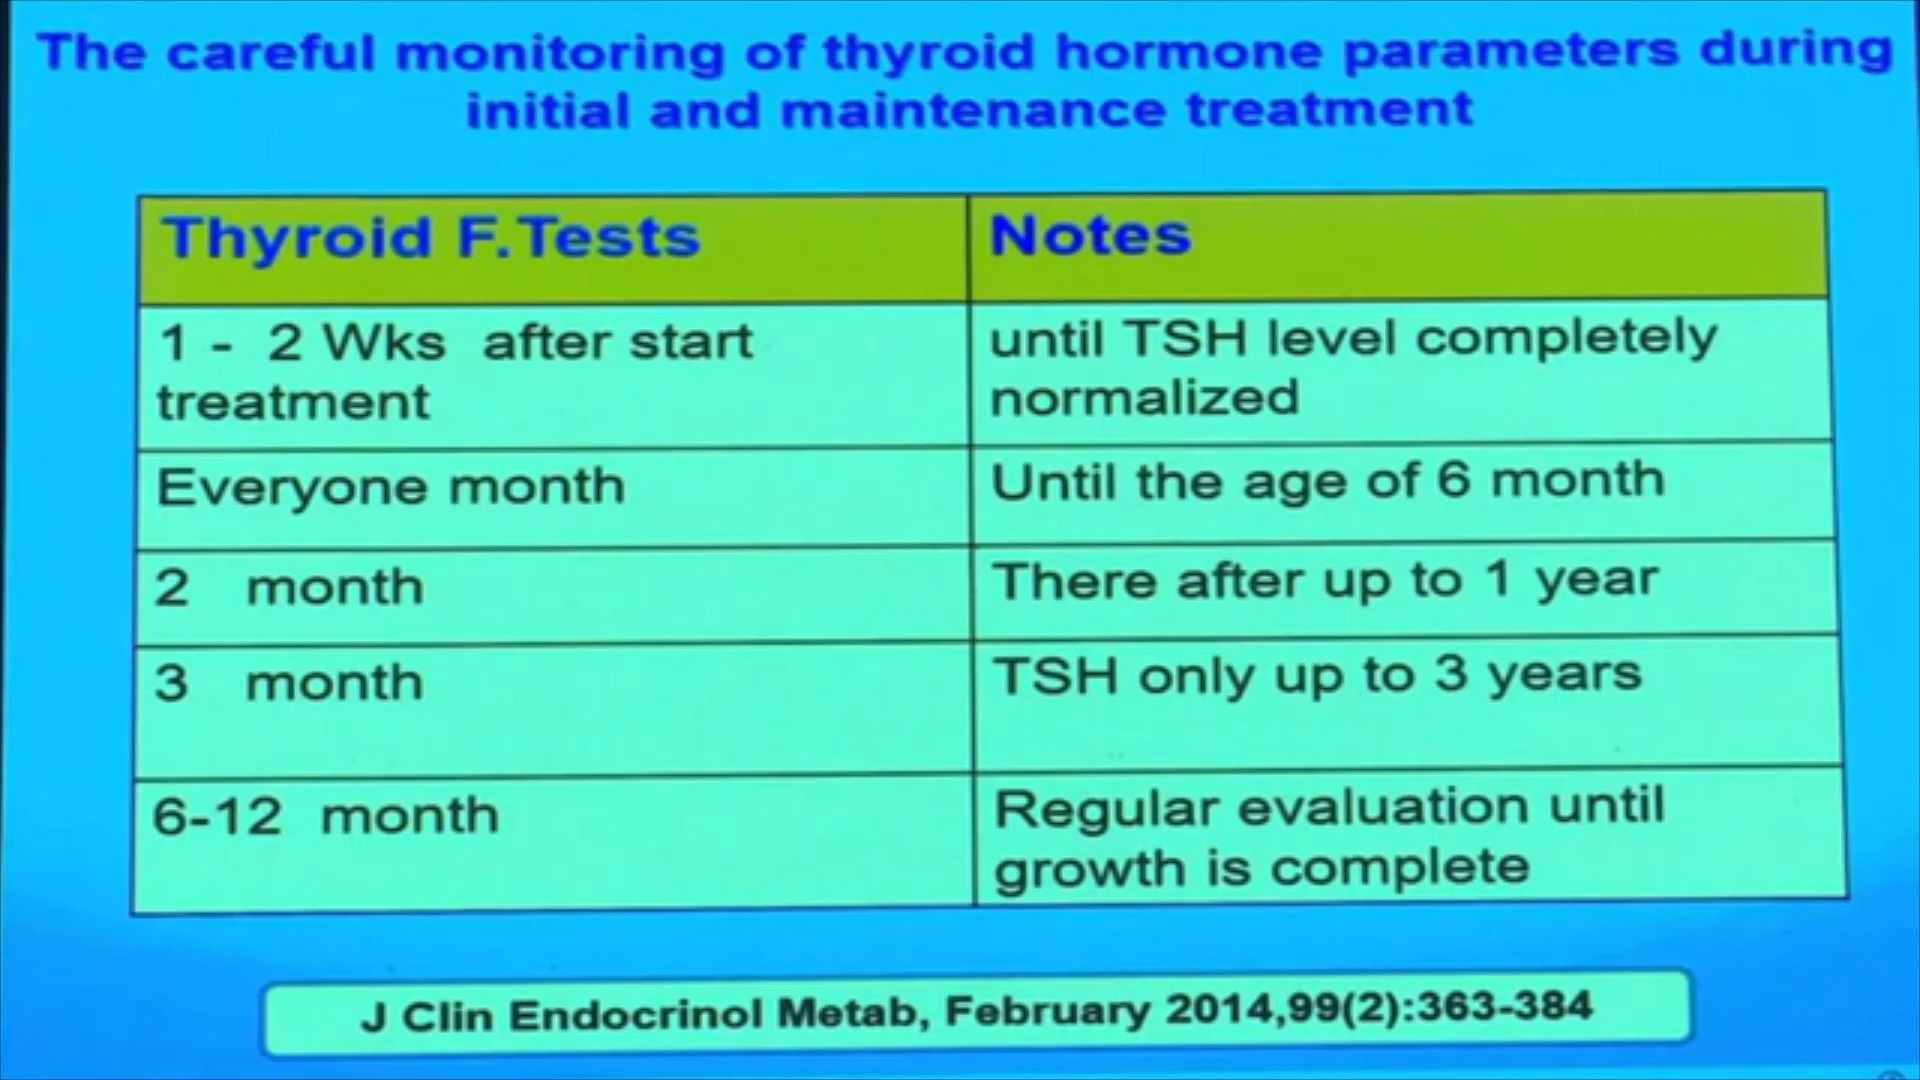 The careful monitoring of thyroid hormone parameters during
initial and maintenance treatment
Thyroid F.Tests
Notes
1 - 2 Wks after start
treatment
until TSH level completely
normalized
Everyone month
Until the age of 6 month
2 month
There after up to 1 year
3 month
TSH only up to 3 years
6-12 month
Regular evaluation until
growth is complete
J Clin Endocrinol Metab, February 2014,99(2):363-384